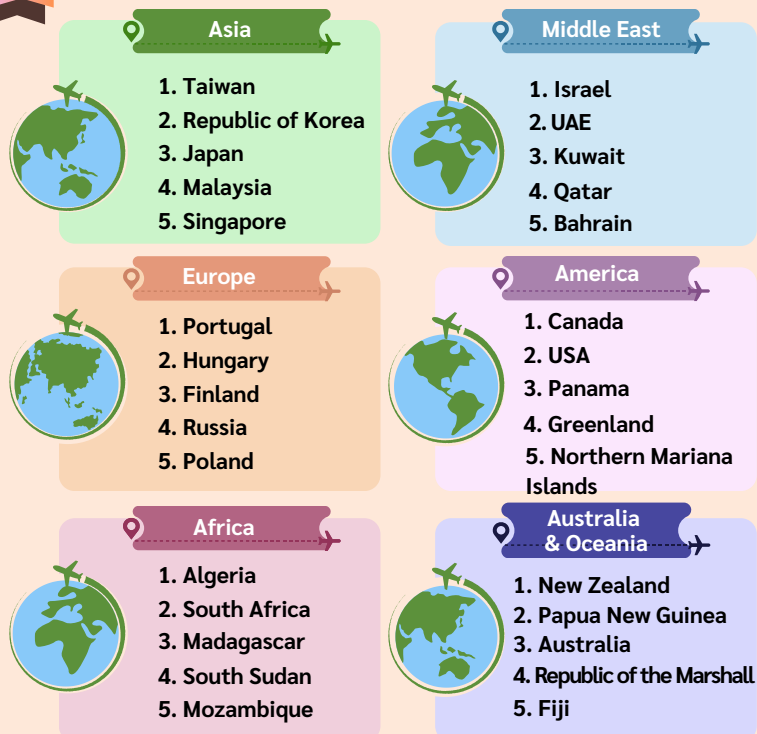 Asia
1. Taiwan
2. Republic of Korea
3. Japan
4. Malaysia
5. Singapore
Middle East
1. Israel
2. UAE
3. Kuwait
4. Qatar
5. Bahrain
Europe
1. Portugal
2. Hungary
3. Finland
4. Russia
5. Poland
America
1. Canada
2. USA
3. Panama
4. Greenland
5. Northern Mariana
Islands
Africa
1. Algeria
2. South Africa
3. Madagascar
4. South Sudan
5. Mozambique
Australia
& Oceania
1. New Zealand
2. Papua New Guinea
3. Australia
4. Republic of the Marshall
5. Fiji